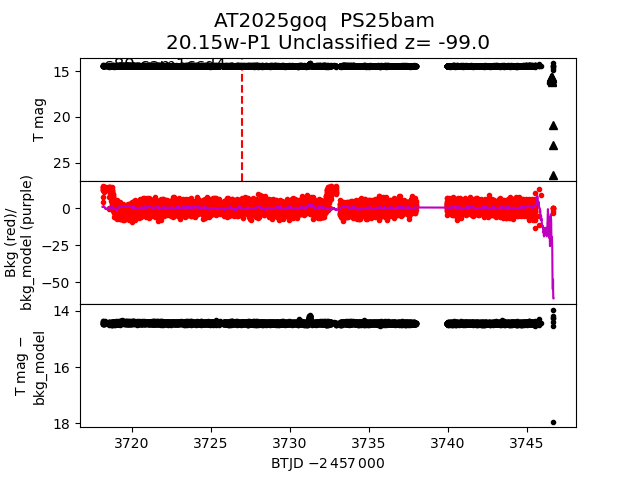 AT2025goq  PS25bam
20.15w-P1 Unclassified z= -99.0
15
20
25
T mag
0
−25
−50
Bkg (red)/
bkg_model (purple)
14
16
18
T mag −
bkg_model
3720
3725
3730
3735
3740
3745
BTJD −2 457 000